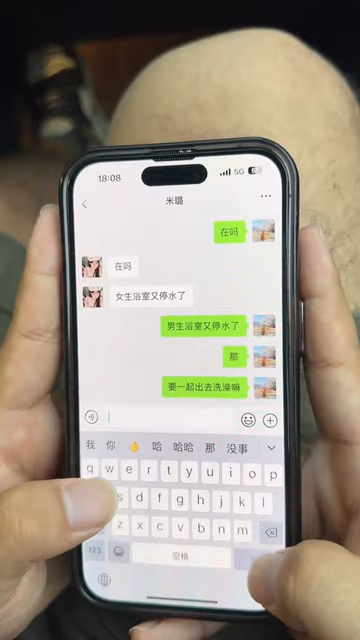 18:08
5G
米璐
在吗
在吗
女生浴室又停水了
男生浴室又停水了
那
要一起出去洗澡嘛
我 你 👌 哈 哈哈 那 没事
q w e r t y u i o p
s d f g h j k l
z x c v b n m
123 空格